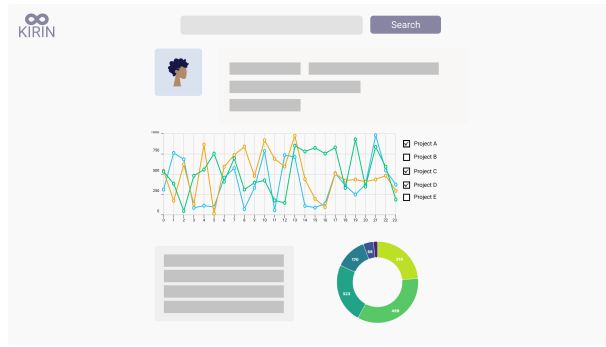 KIRIN
Search
1000
750
500
250
0
0 1 2 3 4 5 6 7 8 9 10 11 12 13 14 15 16 17 18 19 20 21 22 23
Project A
Project B
Project C
Project D
Project E